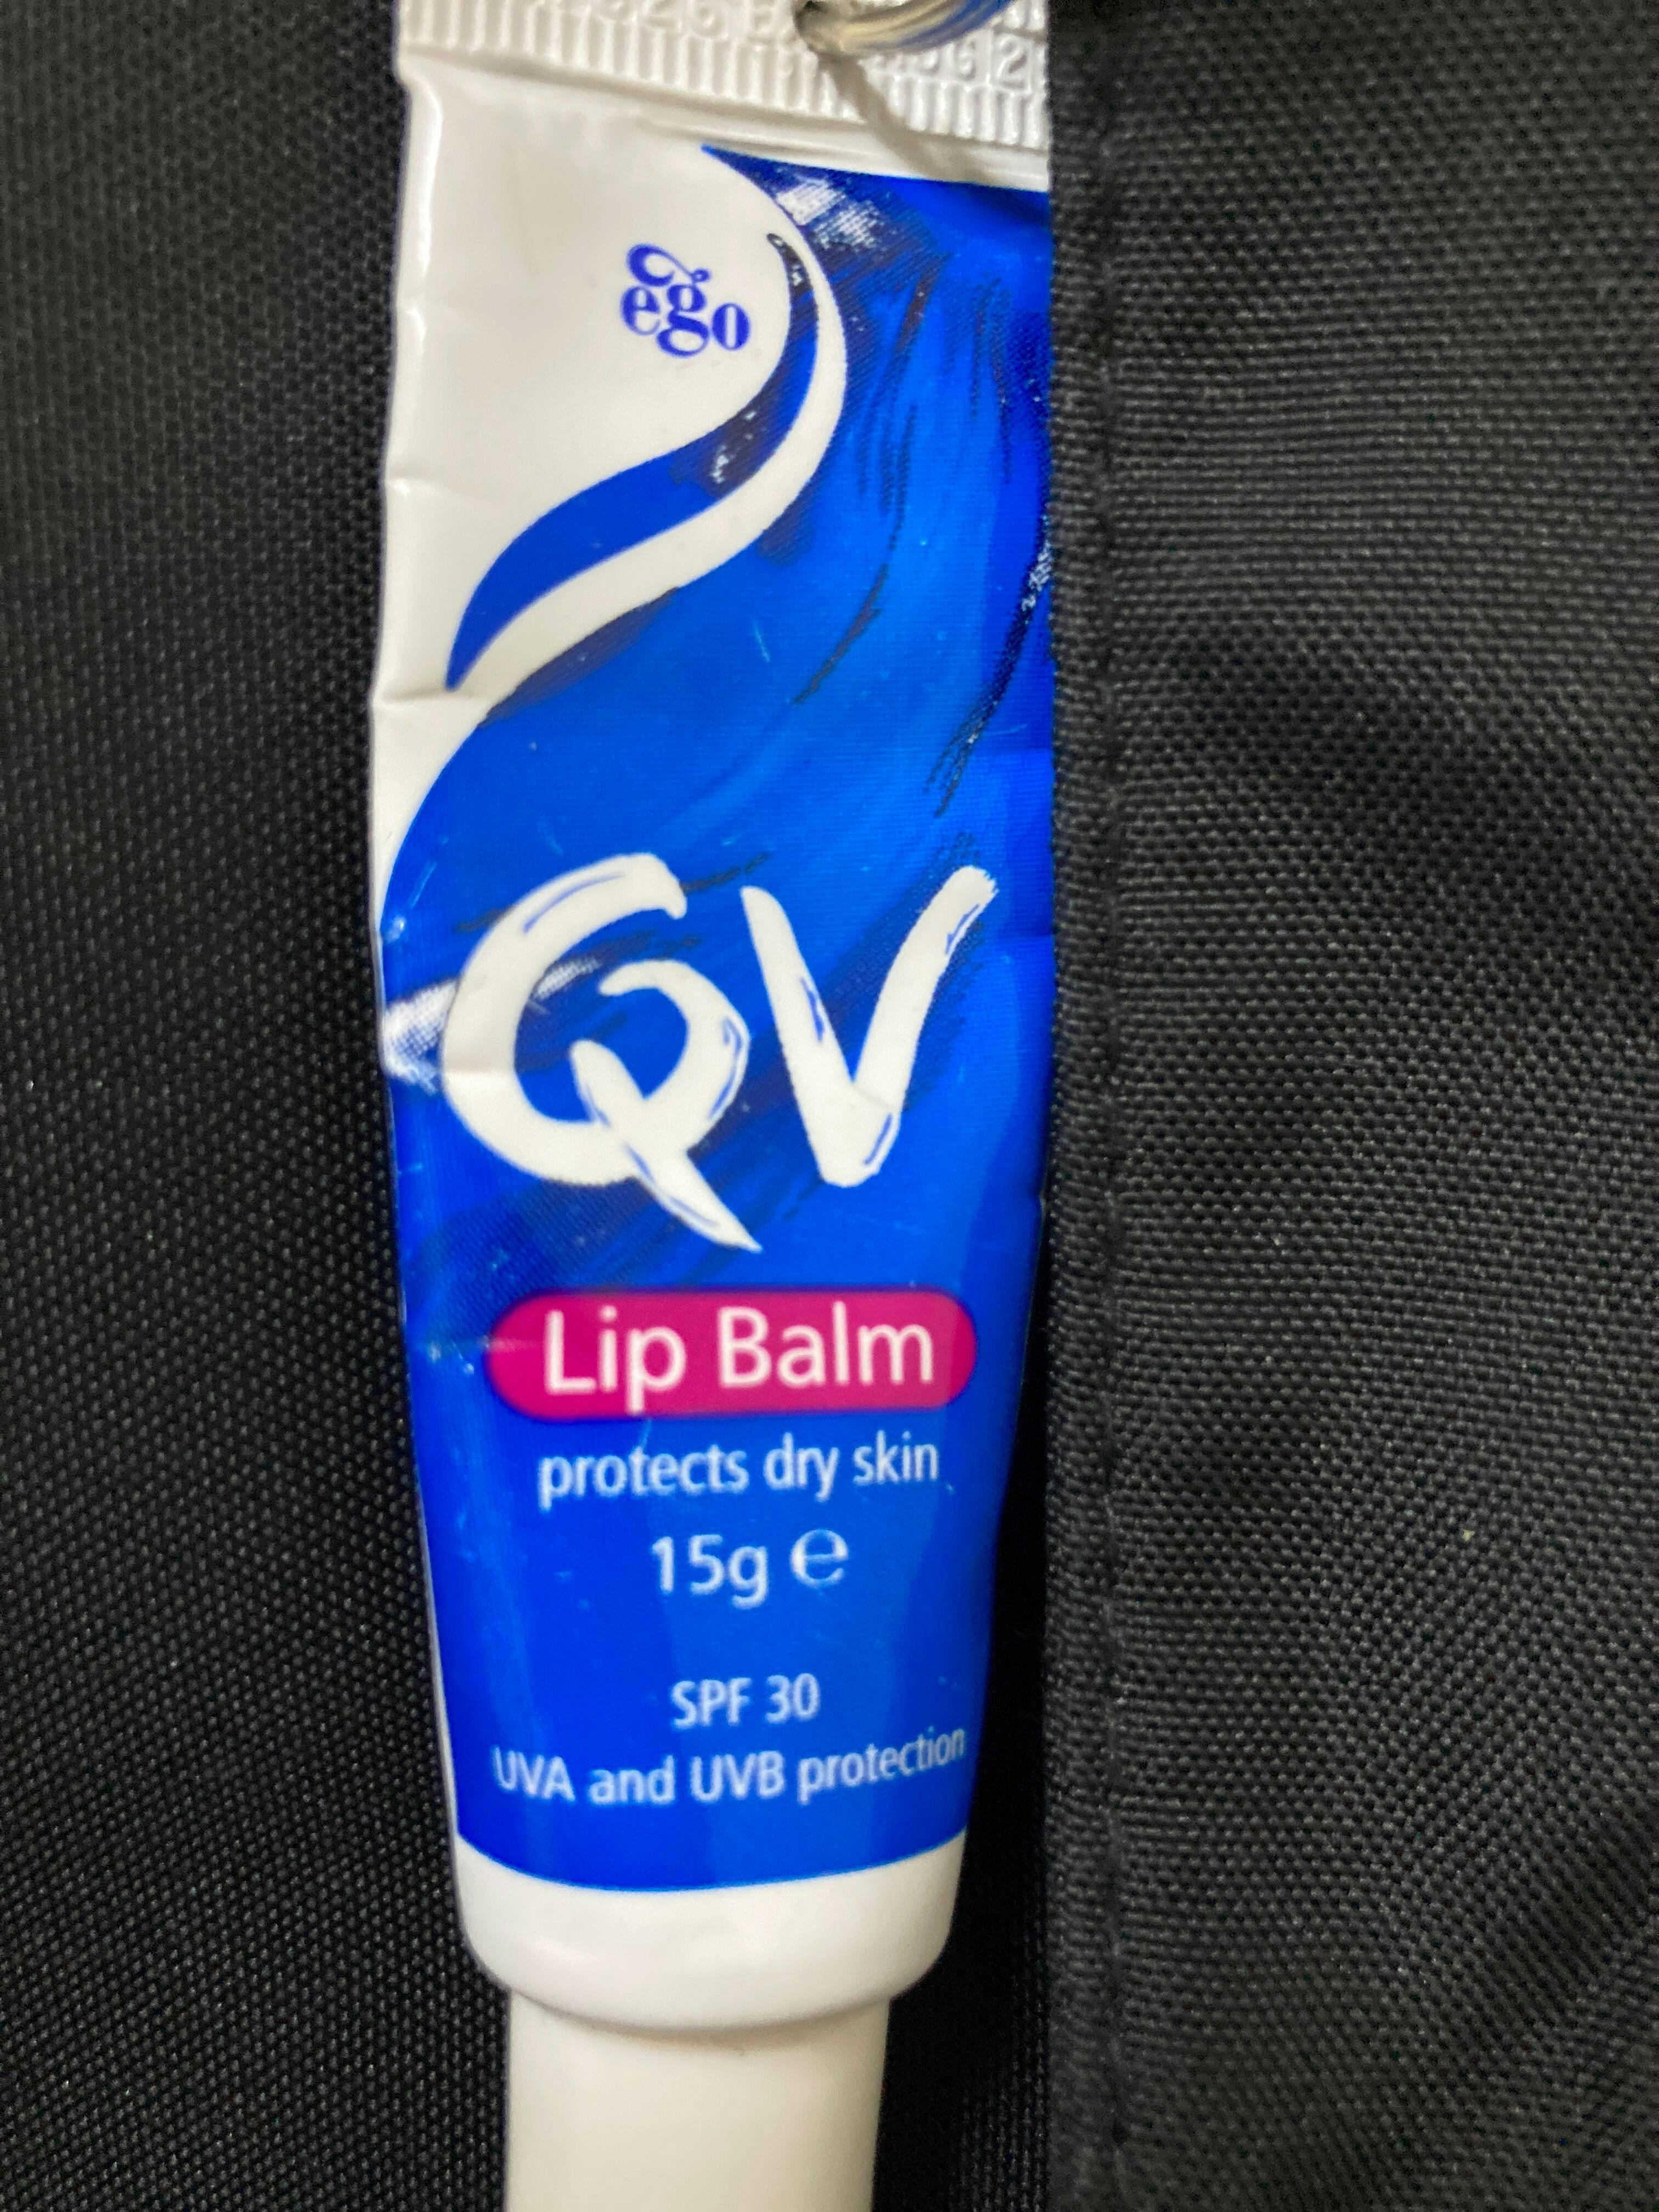 ego
QV
Lip Balm
protects dry skin
15g ℮
SPF 30
UVA and UVB protection